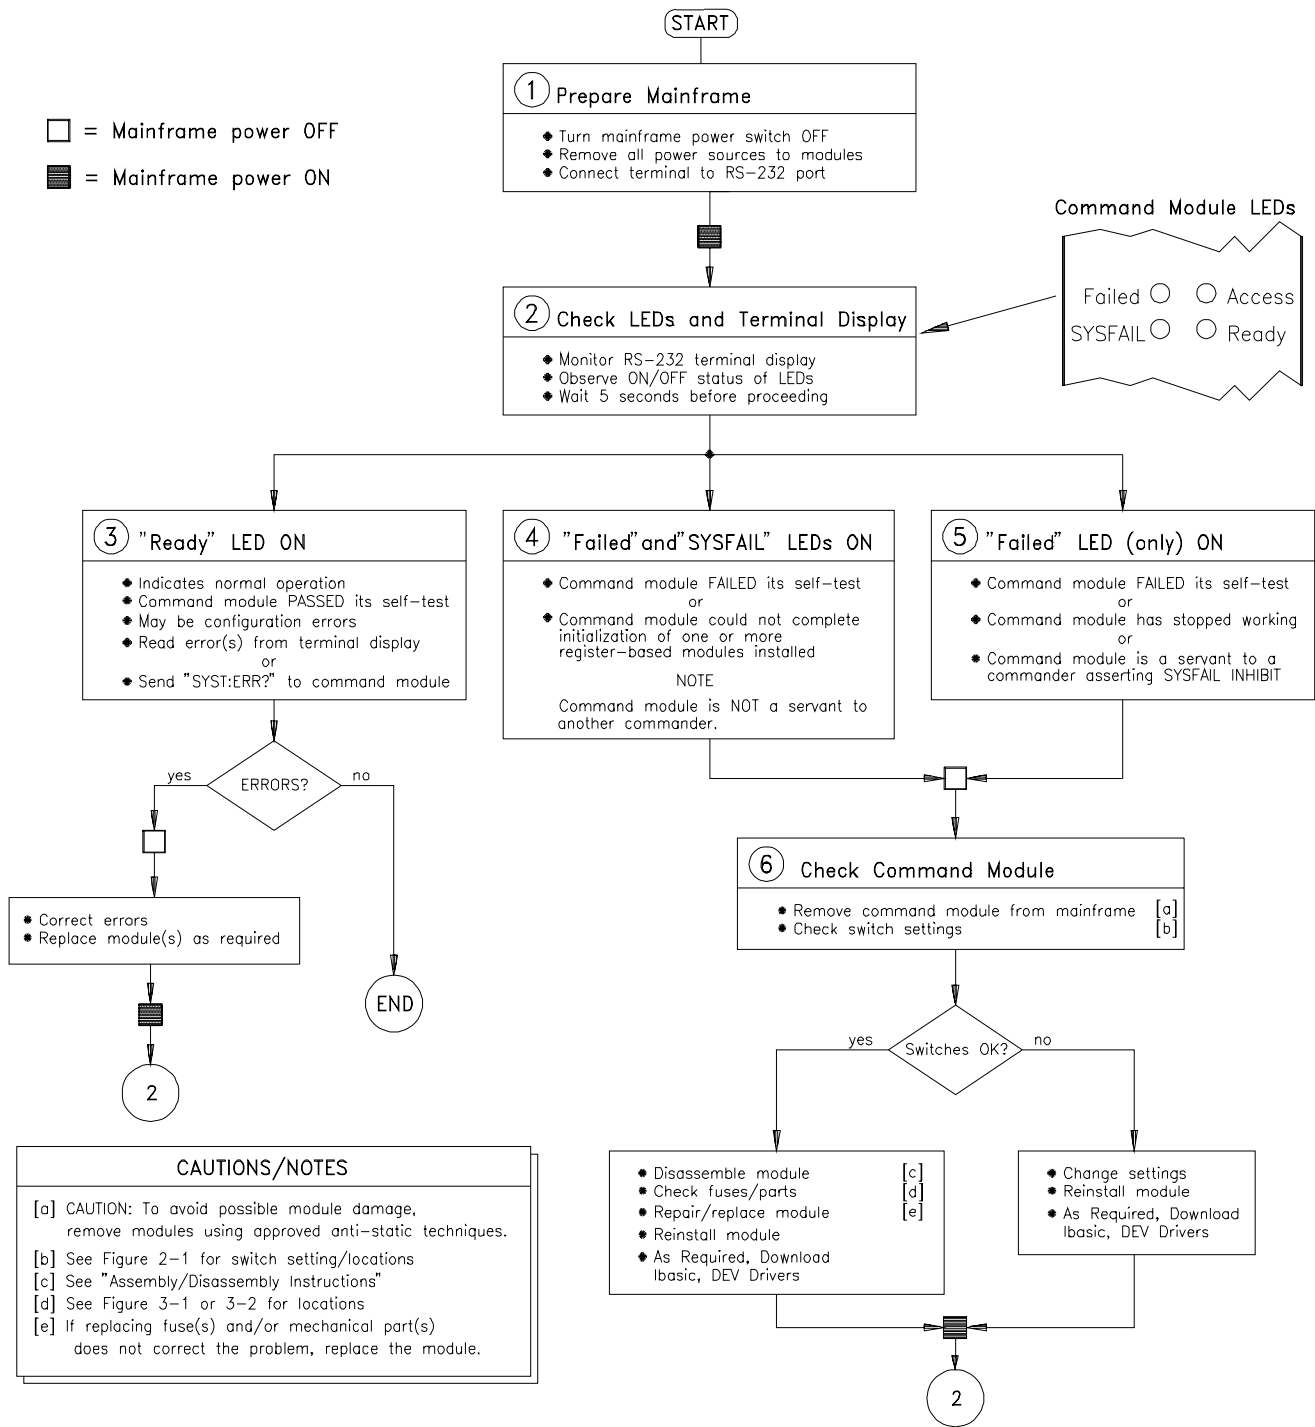 START
1 Prepare Mainframe
Turn mainframe power switch OFF
Remove all power sources to modules
Connect terminal to RS-232 port
= Mainframe power OFF
= Mainframe power ON
Command Module LEDs
Failed Access
SYSFAIL Ready
2 Check LEDs and Terminal Display
Monitor RS-232 terminal display
Observe ON/OFF status of LEDs
Wait 5 seconds before proceeding
3 "Ready" LED ON
Indicates normal operation
Command module PASSED its self-test
May be configuration errors
Read error(s) from terminal display
or
Send "SYST:ERR?" to command module
4 "Failed" and "SYSFAIL" LEDs ON
Command module FAILED its self-test
or
Command module could not complete
initialization of one or more
register-based modules installed
NOTE
Command module is NOT a servant to
another commander.
5 "Failed" LED (only) ON
Command module FAILED its self-test
or
Command module has stopped working
or
Command module is a servant to a
commander asserting SYSFAIL INHIBIT
yes ERRORS? no
Correct errors
Replace module(s) as required
END
2
6 Check Command Module
Remove command module from mainframe [a]
Check switch settings [b]
yes Switches OK? no
Disassemble module [c]
Check fuses/parts [d]
Repair/replace module [e]
Reinstall module
As Required, Download
Ibasic, DEV Drivers
Change settings
Reinstall module
As Required, Download
Ibasic, DEV Drivers
2
CAUTIONS/NOTES
[a] CAUTION: To avoid possible module damage,
remove modules using approved anti-static techniques.
[b] See Figure 2-1 for switch setting/locations
[c] See "Assembly/Disassembly Instructions"
[d] See Figure 3-1 or 3-2 for locations
[e] If replacing fuse(s) and/or mechanical part(s)
does not correct the problem, replace the module.